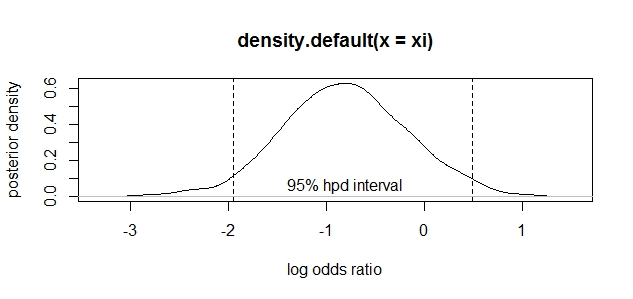 density.default(x = xi)
posterior density
0.6
0.4
0.2
0.0
95% hpd interval
-3 -2 -1 0 1
log odds ratio